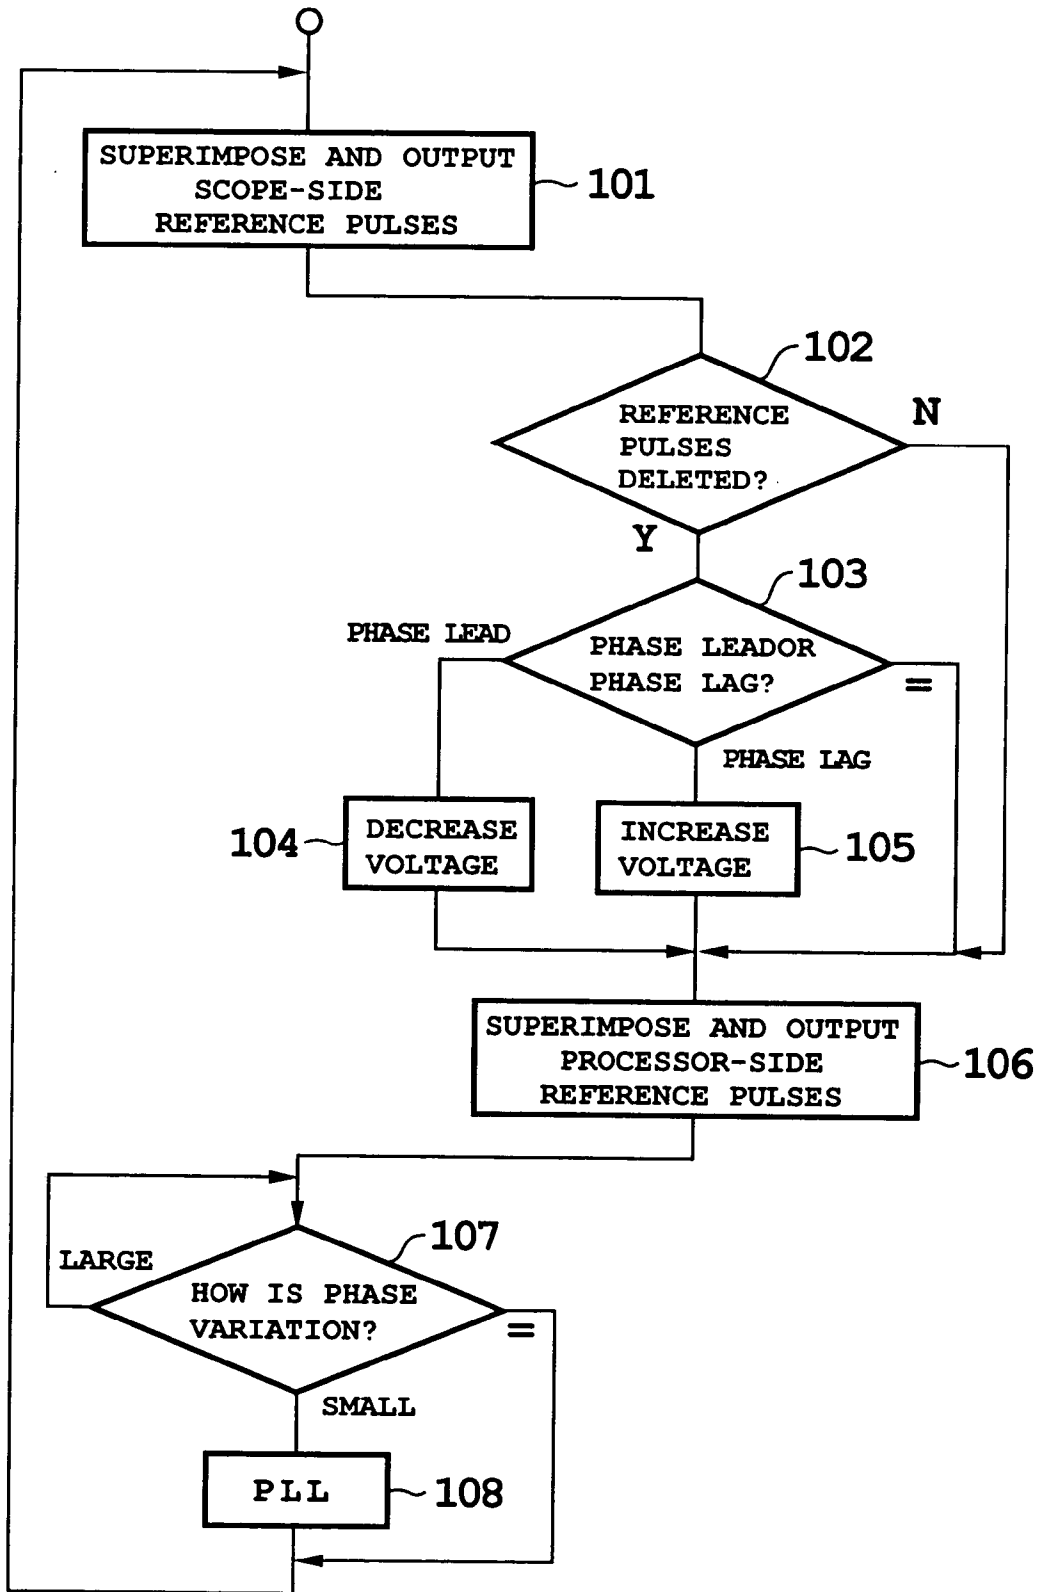 SUPERIMPOSE AND OUTPUT
SCOPE-SIDE
REFERENCE PULSES
101
102
REFERENCE
PULSES
DELETED?
N
Y
103
PHASE LEAD
PHASE LEADOR
PHASE LAG?
=
PHASE LAG
104
DECREASE
VOLTAGE
INCREASE
VOLTAGE
105
SUPERIMPOSE AND OUTPUT
PROCESSOR-SIDE
REFERENCE PULSES
106
107
LARGE
HOW IS PHASE
VARIATION?
=
SMALL
PLL
108